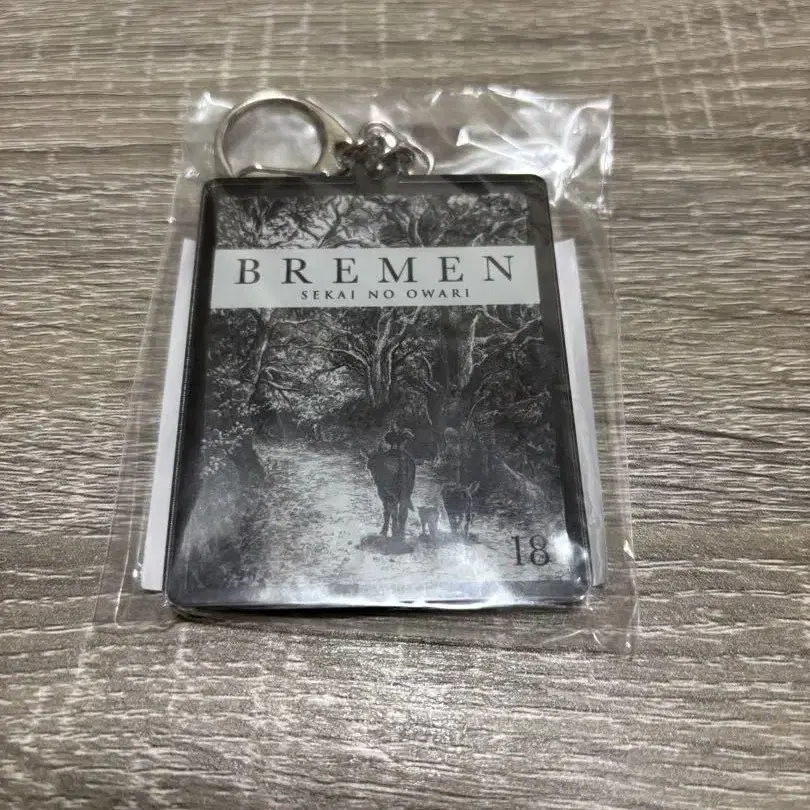 BREMEN
SEKAI NO OWARI
18